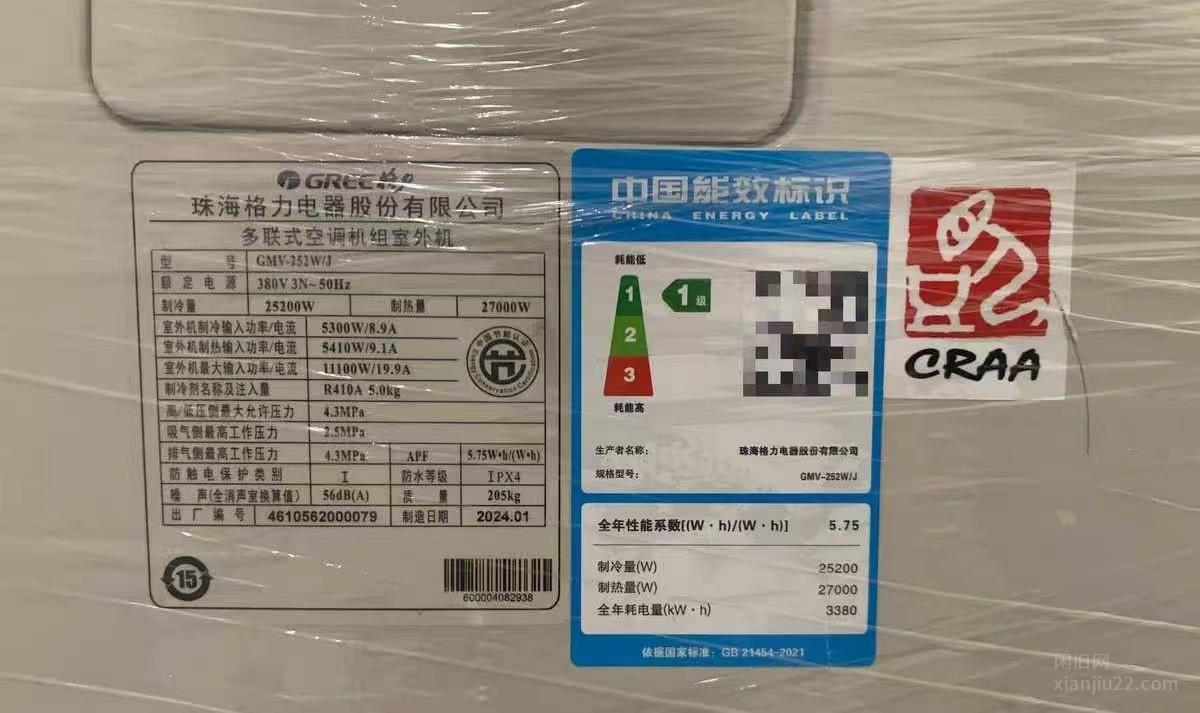 GREE 格力
珠海格力电器股份有限公司
多联式空调机组室外机
型 号 GMV-252W/J
额定电源 380V 3N~50Hz
制冷量 25200W 制热量 27000W
室外机制冷输入功率/电流 5300W/8.9A
室外机制热输入功率/电流 5410W/9.1A
室外机最大输入功率/电流 11100W/19.9A
制冷剂名称及注入量 R410A 5.0kg
高/低压侧最大允许压力 4.3MPa
吸气侧最高工作压力 2.5MPa
排气侧最高工作压力 4.3MPa APF 5.75W•h/(W•h)
防触电保护类别 I 防水等级 IPX4
噪 声(全消声室换算值) 56dB(A) 质 量 205kg
出厂编号 4610562000079 制造日期 2024.01
中国节能认证
Energy Conservation Certification
15
600004082938
中国能效标识
CHINA ENERGY LABEL
耗能低
1
1级
2
3
耗能高
生产者名称: 珠海格力电器股份有限公司
规格型号: GMV-252W/J
全年性能系数[(W·h)/(W·h)] 5.75
制冷量(W) 25200
制热量(W) 27000
全年耗电量(kW·h) 3380
依据国家标准: GB 21454-2021
CRAA
闲旧网
xianjiu22.com